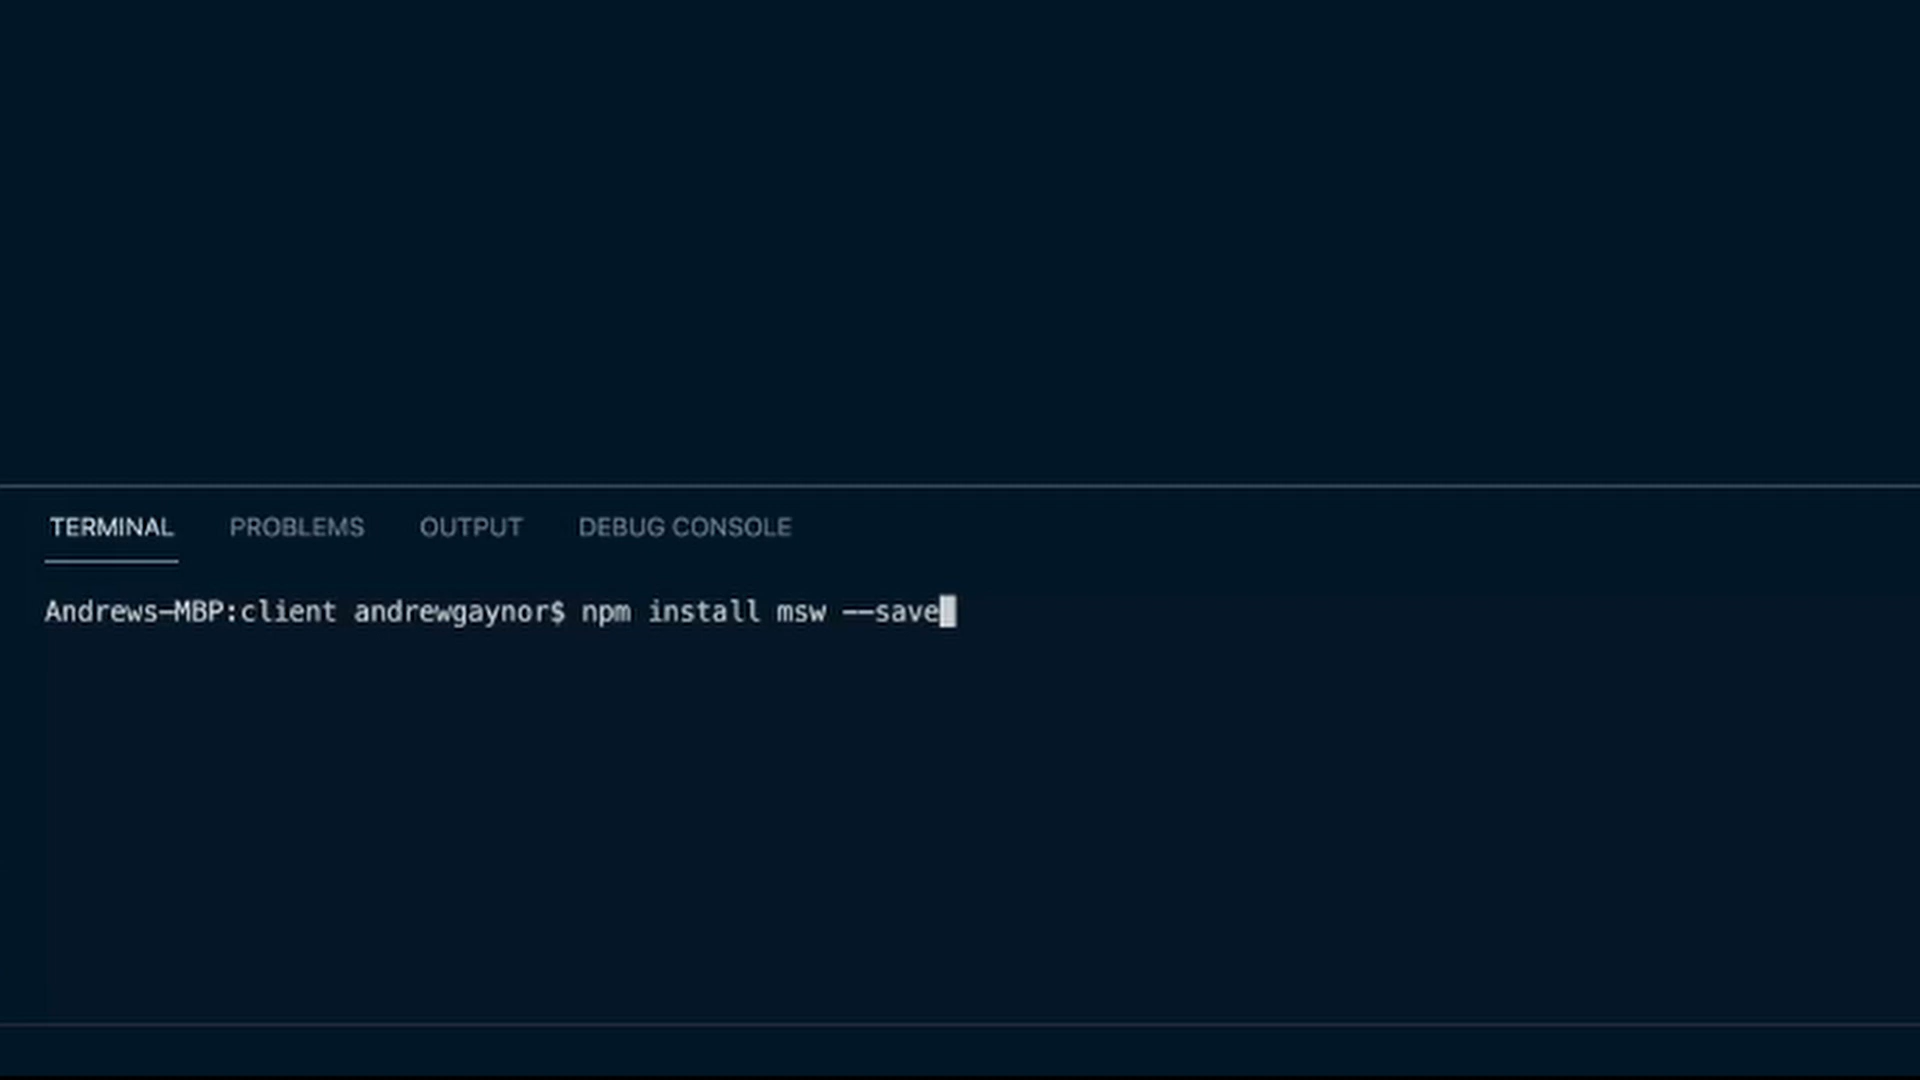 TERMINAL PROBLEMS OUTPUT DEBUG CONSOLE
Andrews-MBP:client andrewgaynor$ npm install msw --save